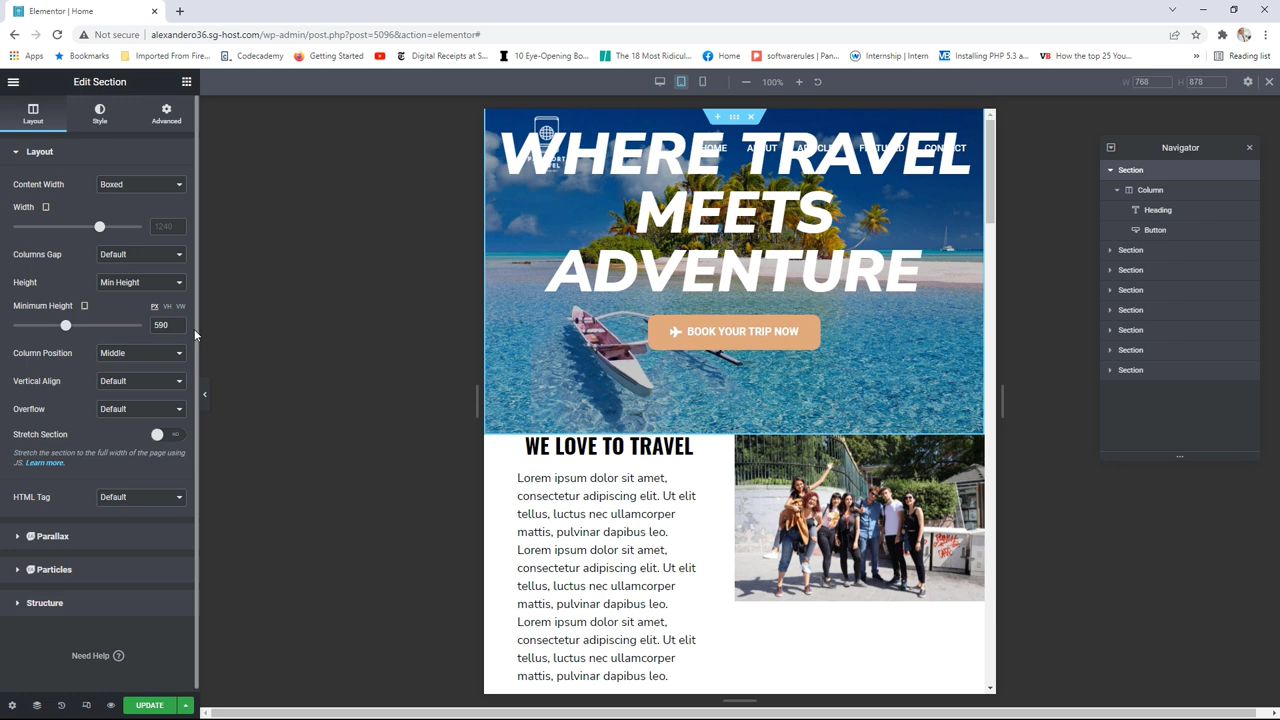 Elementor | Home
Not secure | alexandero36.sg-host.com/wp-admin/post.php?post=5096&action=elementor#
Apps Bookmarks Imported From Fire... Codecademy Getting Started Digital Receipts at S... 10 Eye-Opening Bo... The 18 Most Ridicul... Home softwarerules | Pan... Internship | Intern Installing PHP 5.3 a... How the top 25 You... » Reading list
Edit Section
100%
W 768 H 878
Layout Style Advanced
Layout
Content Width Boxed
Width
1240
Columns Gap Default
Height Min Height
Minimum Height PX VH VW
590
Column Position Middle
Vertical Align Default
Overflow Default
Stretch Section NO
Stretch the section to the full width of the page using
JS. Learn more.
HTML Tag Default
Parallax
Particles
Structure
Need Help
UPDATE
HOME ABOUT ARTICLES FEATURED CONTACT
WHERE TRAVEL
MEETS
ADVENTURE
BOOK YOUR TRIP NOW
WE LOVE TO TRAVEL
Lorem ipsum dolor sit amet,
consectetur adipiscing elit. Ut elit
tellus, luctus nec ullamcorper
mattis, pulvinar dapibus leo.
Lorem ipsum dolor sit amet,
consectetur adipiscing elit. Ut elit
tellus, luctus nec ullamcorper
mattis, pulvinar dapibus leo.
Lorem ipsum dolor sit amet,
consectetur adipiscing elit. Ut elit
tellus, luctus nec ullamcorper
mattis, pulvinar dapibus leo.
Navigator
Section
Column
Heading
Button
Section
Section
Section
Section
Section
Section
Section